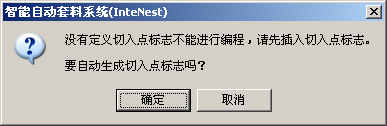 智能自动套料系统(InteNest)
没有定义切入点标志不能进行编程，请先插入切入点标志。
要自动生成切入点标志吗？
确定 取消